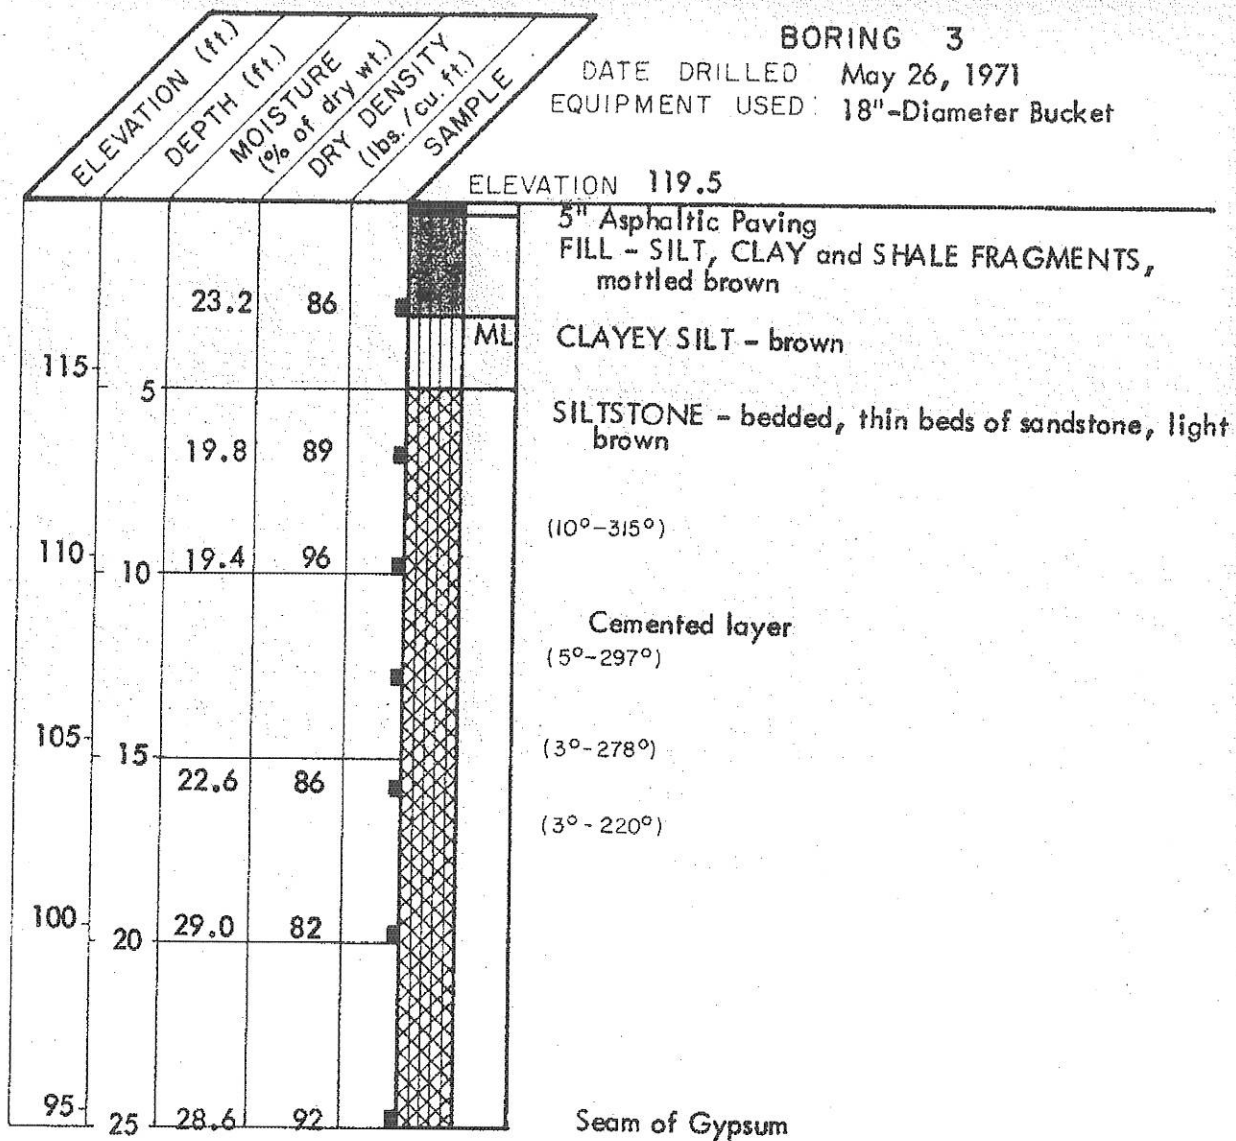 BORING 3
DATE DRILLED May 26, 1971
EQUIPMENT USED: 18"-Diameter Bucket
ELEVATION (ft.)
DEPTH (ft.)
MOISTURE
(% of dry wt.)
DRY DENSITY
(lbs./cu. ft.)
SAMPLE
ELEVATION 119.5
5" Asphaltic Paving
FILL - SILT, CLAY and SHALE FRAGMENTS,
mottled brown
23.2 86
ML CLAYEY SILT - brown
115
5
SILTSTONE - bedded, thin beds of sandstone, light
brown
19.8 89
(10°-315°)
110 19.4 96
10
Cemented layer
(5°-297°)
105 (3°-278°)
15
22.6 86
(3°-220°)
100 29.0 82
20
95 25 28.6 92 Seam of Gypsum